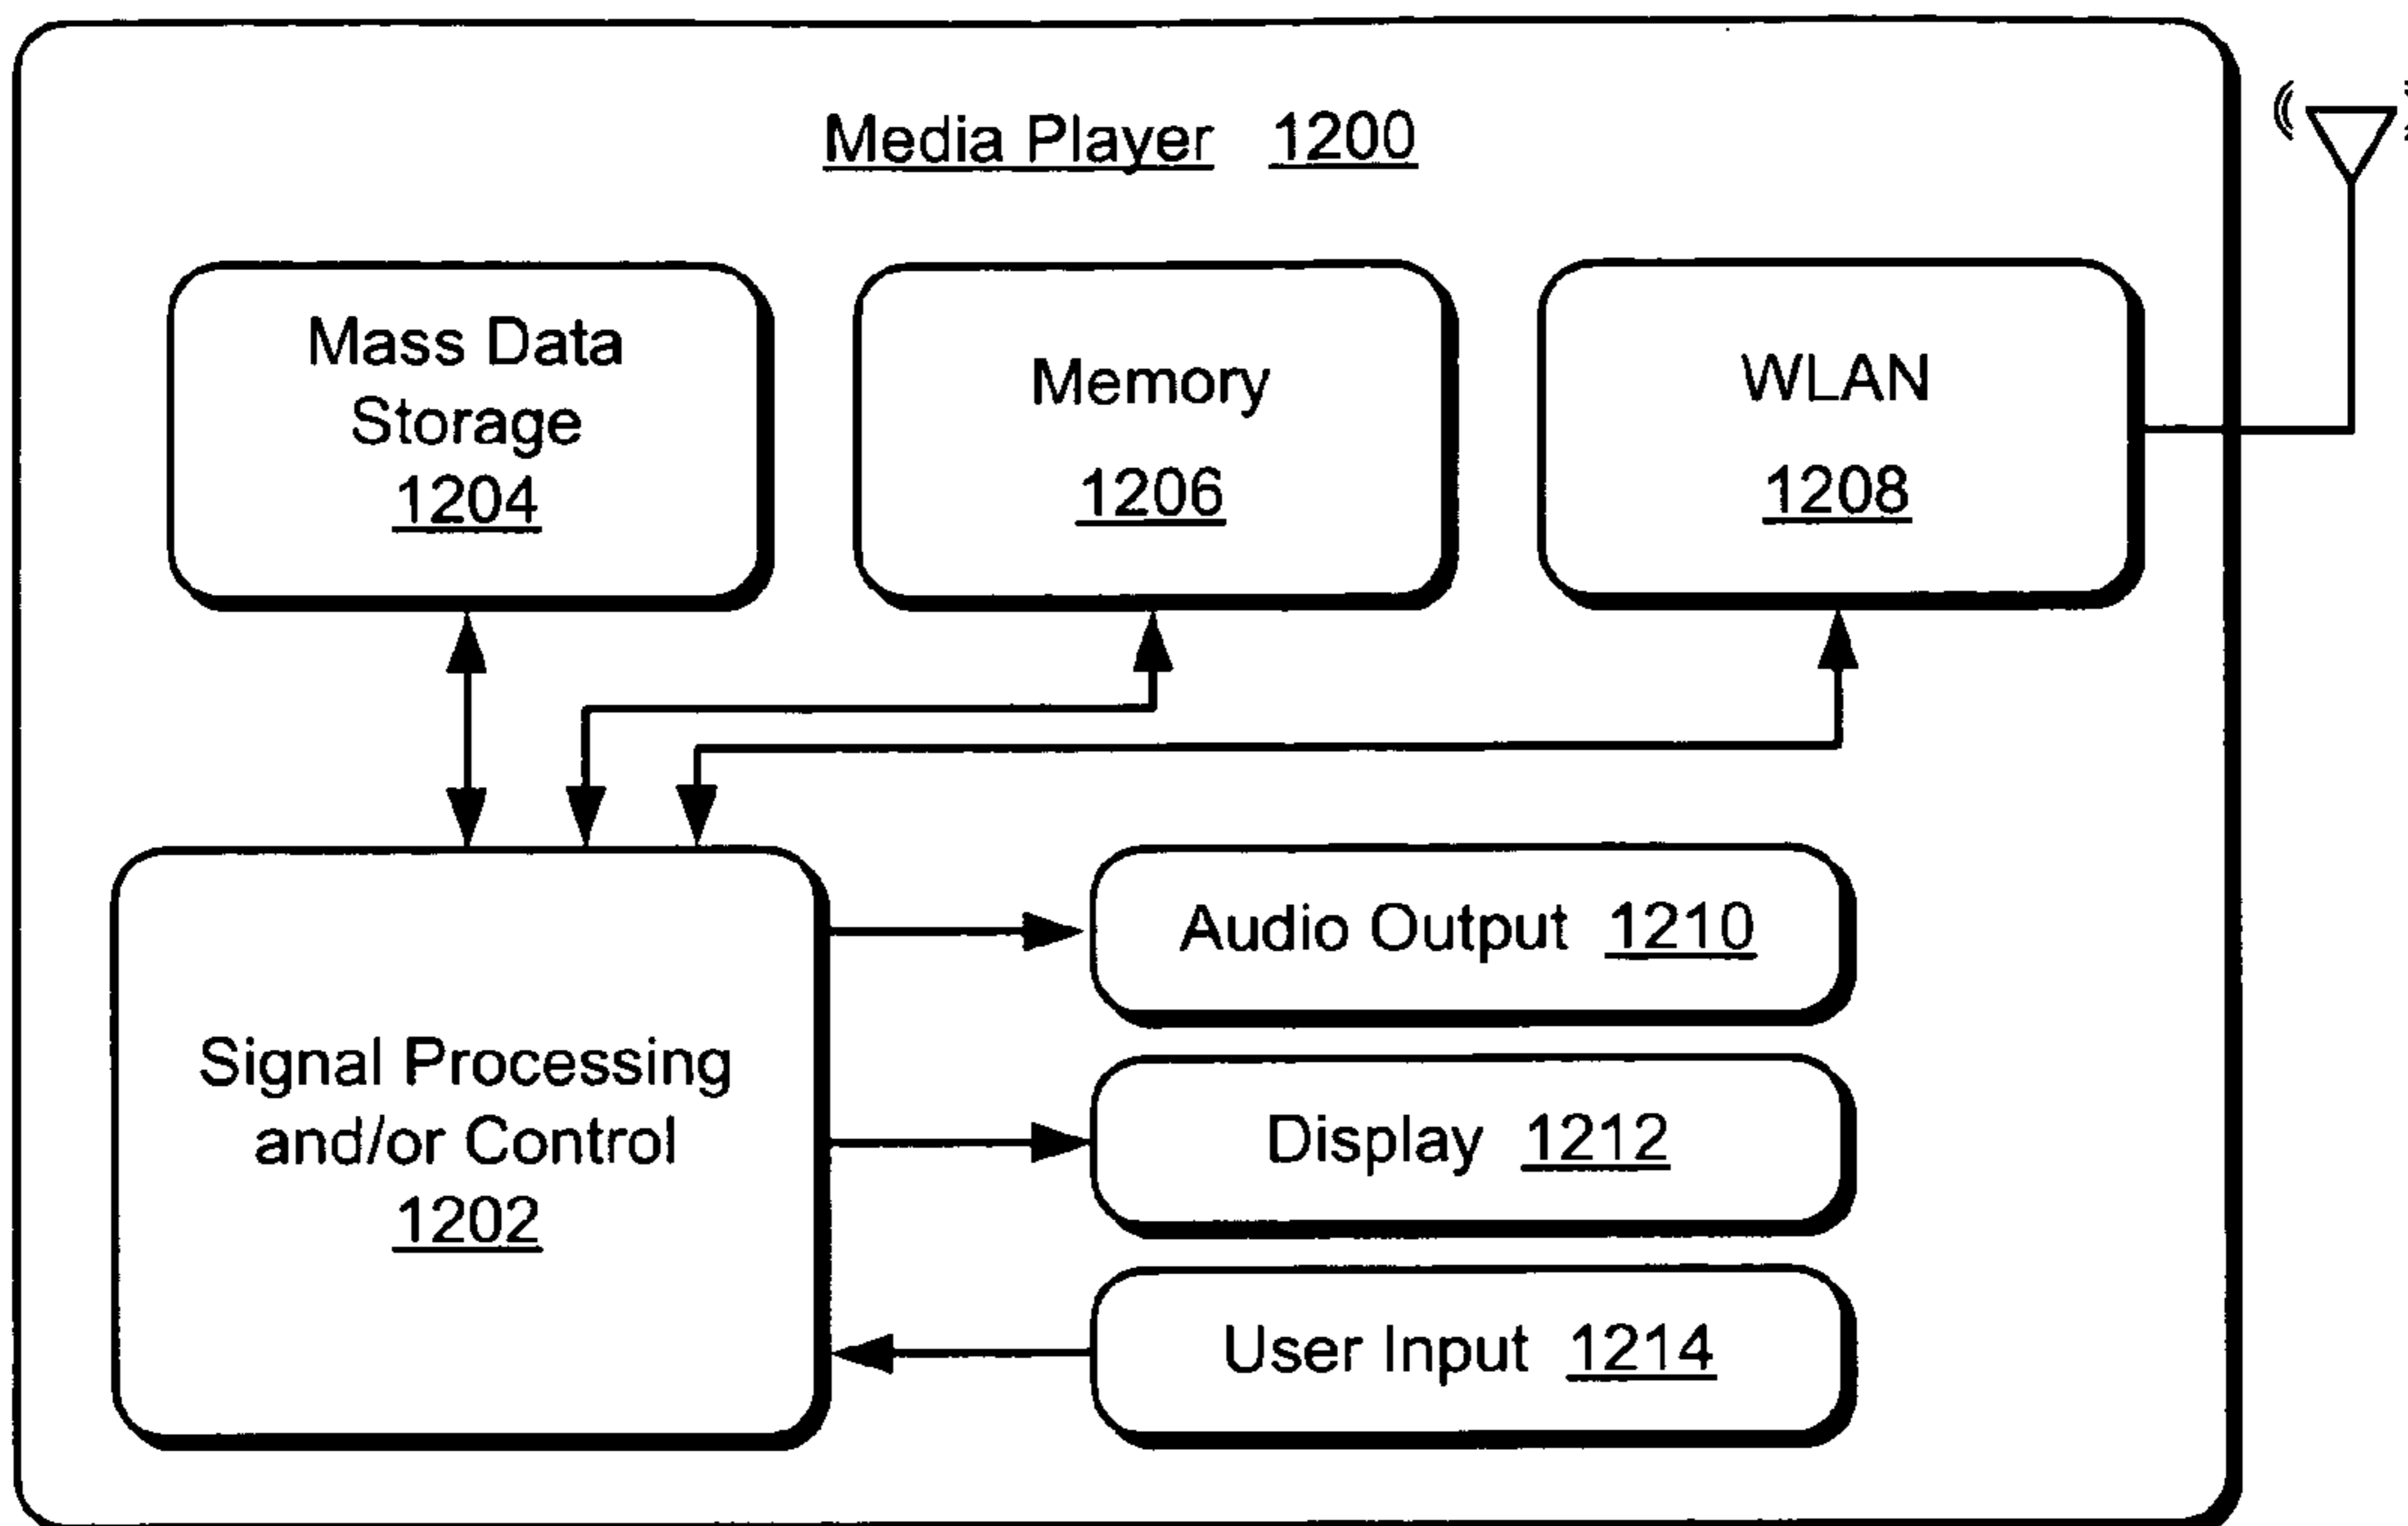 Media Player 1200
Mass Data
Storage
1204
Memory
1206
WLAN
1208
Signal Processing
and/or Control
1202
Audio Output 1210
Display 1212
User Input 1214